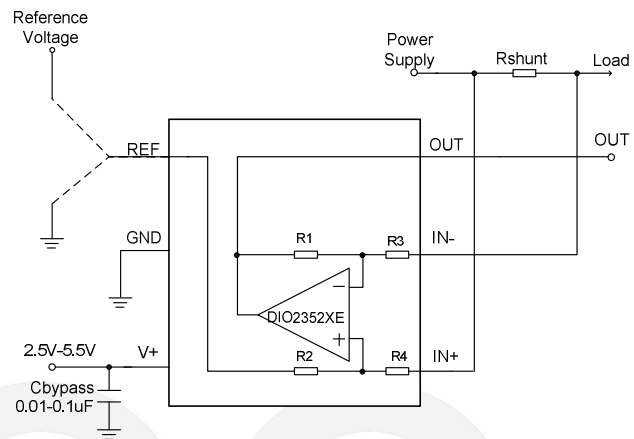 Reference
Voltage
Power
Supply
Rshunt
Load
REF
OUT
OUT
GND
R1
R3
IN-
DIO2352XE
−
+
2.5V-5.5V
V+
R2
R4
IN+
Cbypass
0.01-0.1uF